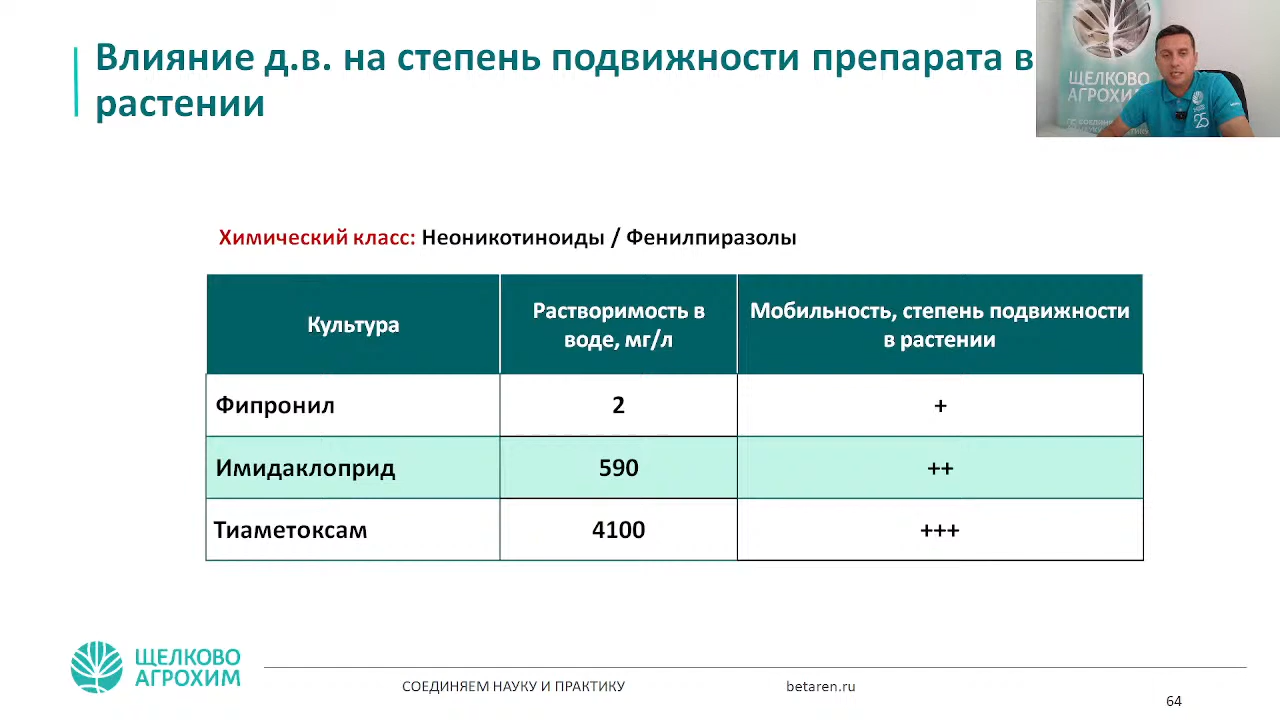 Влияние д.в. на степень подвижности препарата в
растении
ЩЕЛКОВО
АГРОХИМ
25
Химический класс: Неоникотиноиды / Фенилпиразолы
Культура
Растворимость в
воде, мг/л
Мобильность, степень подвижности
в растении
Фипронил
2
+
Имидаклоприд
590
++
Тиаметоксам
4100
+++
ЩЕЛКОВО
АГРОХИМ
СОЕДИНЯЕМ НАУКУ И ПРАКТИКУ
betaren.ru
64